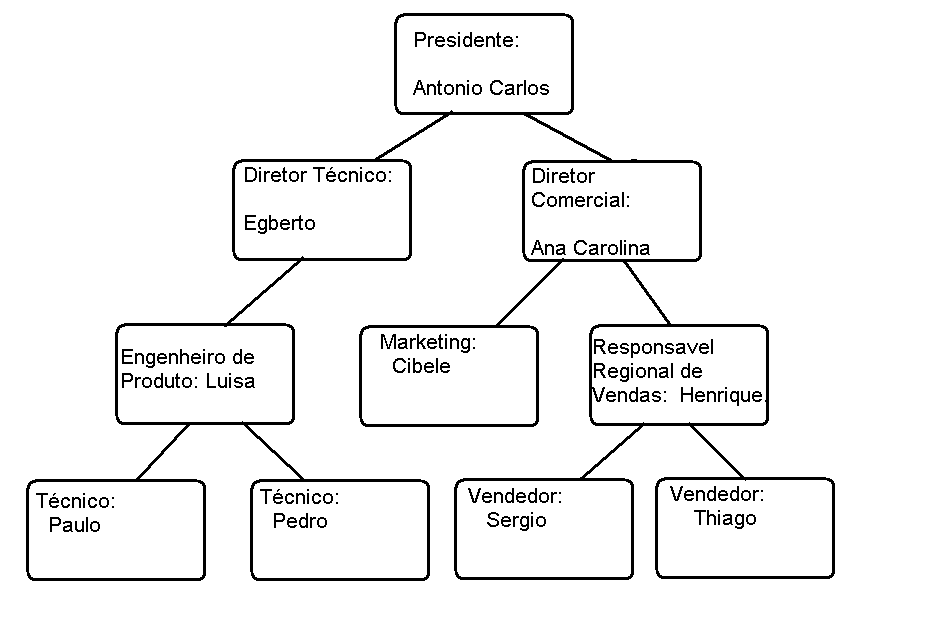 Presidente:
Antonio Carlos
Diretor Técnico:
Egberto
Diretor
Comercial:
Ana Carolina
Engenheiro de
Produto: Luisa
Marketing:
Cibele
Responsavel
Regional de
Vendas: Henrique.
Técnico:
Paulo
Técnico:
Pedro
Vendedor:
Sergio
Vendedor:
Thiago